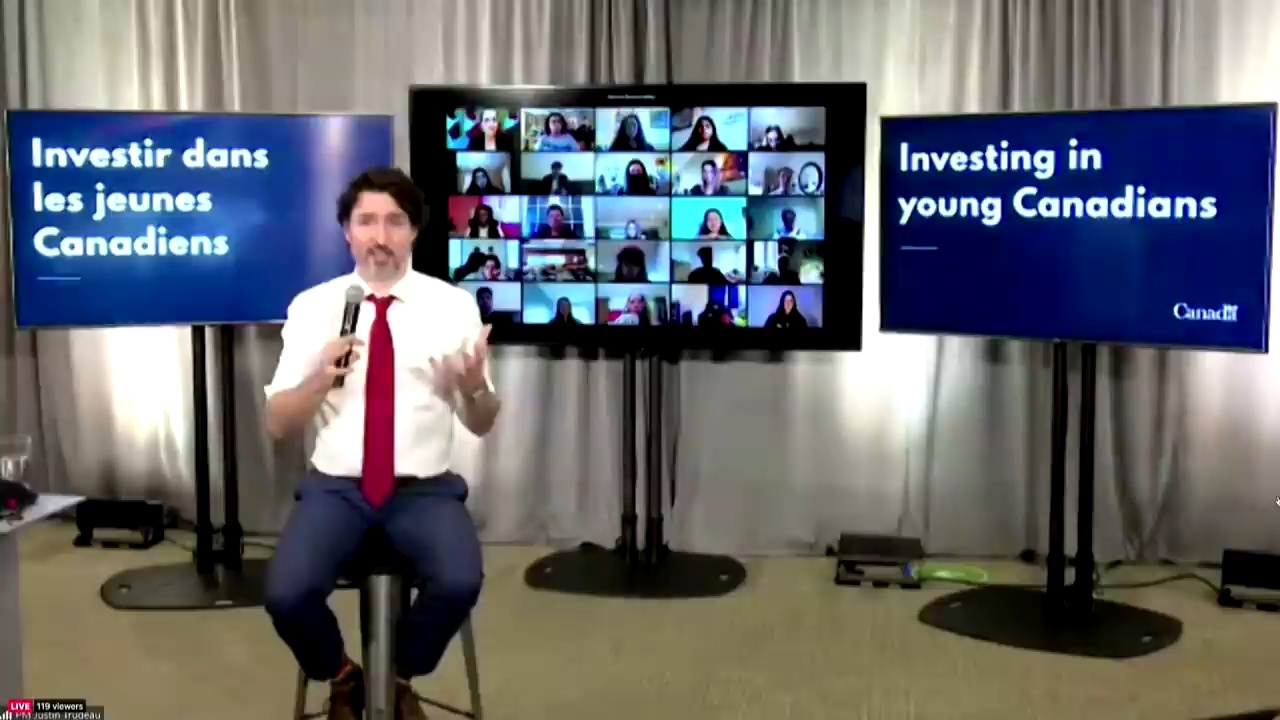 Investir dans
les jeunes
Canadiens
Investing in
young Canadians
Canada
LIVE 119 viewers
PM Justin Trudeau